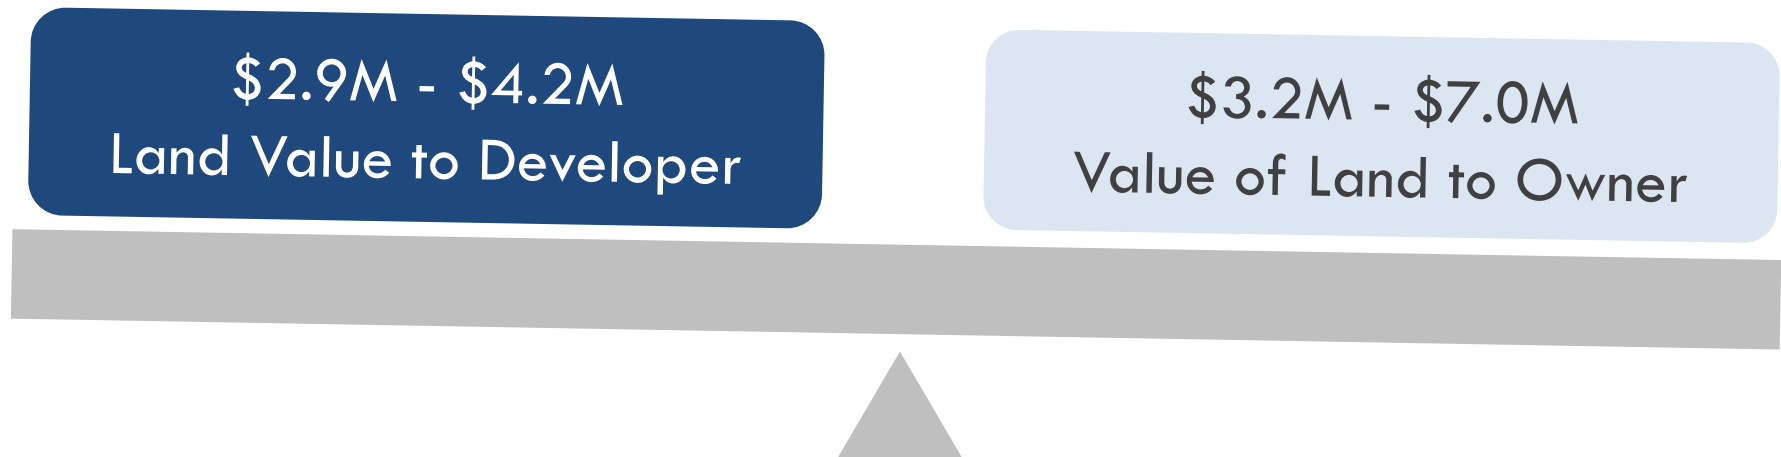 $2.9M - $4.2M
Land Value to Developer
$3.2M - $7.0M
Value of Land to Owner